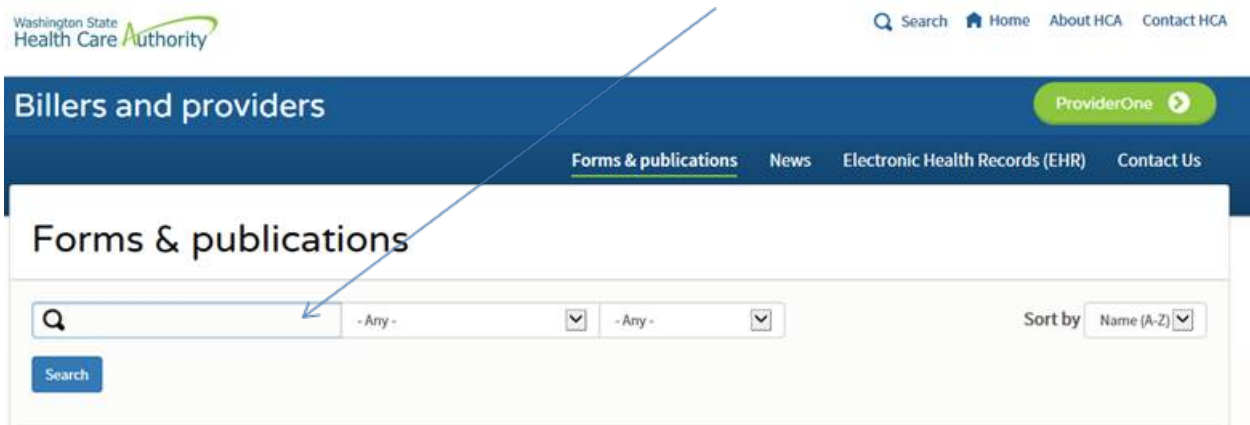 Washington State
Health Care Authority
Search Home About HCA Contact HCA
Billers and providers
ProviderOne
Forms & publications News Electronic Health Records (EHR) Contact Us
Forms & publications
- Any - - Any - Sort by Name (A-Z)
Search